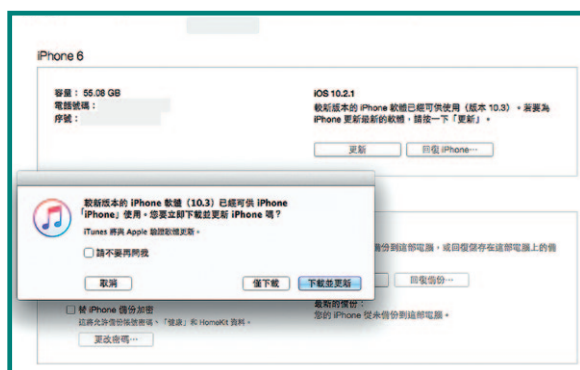 iPhone 6
容量： 55.08 GB
電話號碼：
序號：
iOS 10.2.1
較新版本的 iPhone 軟體已經可供使用（版本 10.3）。若要為
iPhone 更新最新的軟體，請按一下「更新」。
更新
回復 iPhone⋯
較新版本的 iPhone 軟體（10.3）已經可供 iPhone
「iPhone」使用。您要立即下載並更新 iPhone 嗎？
iTunes 將與 Apple 驗證軟體更新。
請不要再問我
取消
僅下載
下載並更新
備份到這部電腦，或回復儲存在這部電腦上的備
回復備份⋯
替 iPhone 備份加密
這將允許備份帳號密碼、「健康」和 HomeKit 資料。
更改密碼⋯
最新的備份：
您的 iPhone 從未備份到這部電腦。